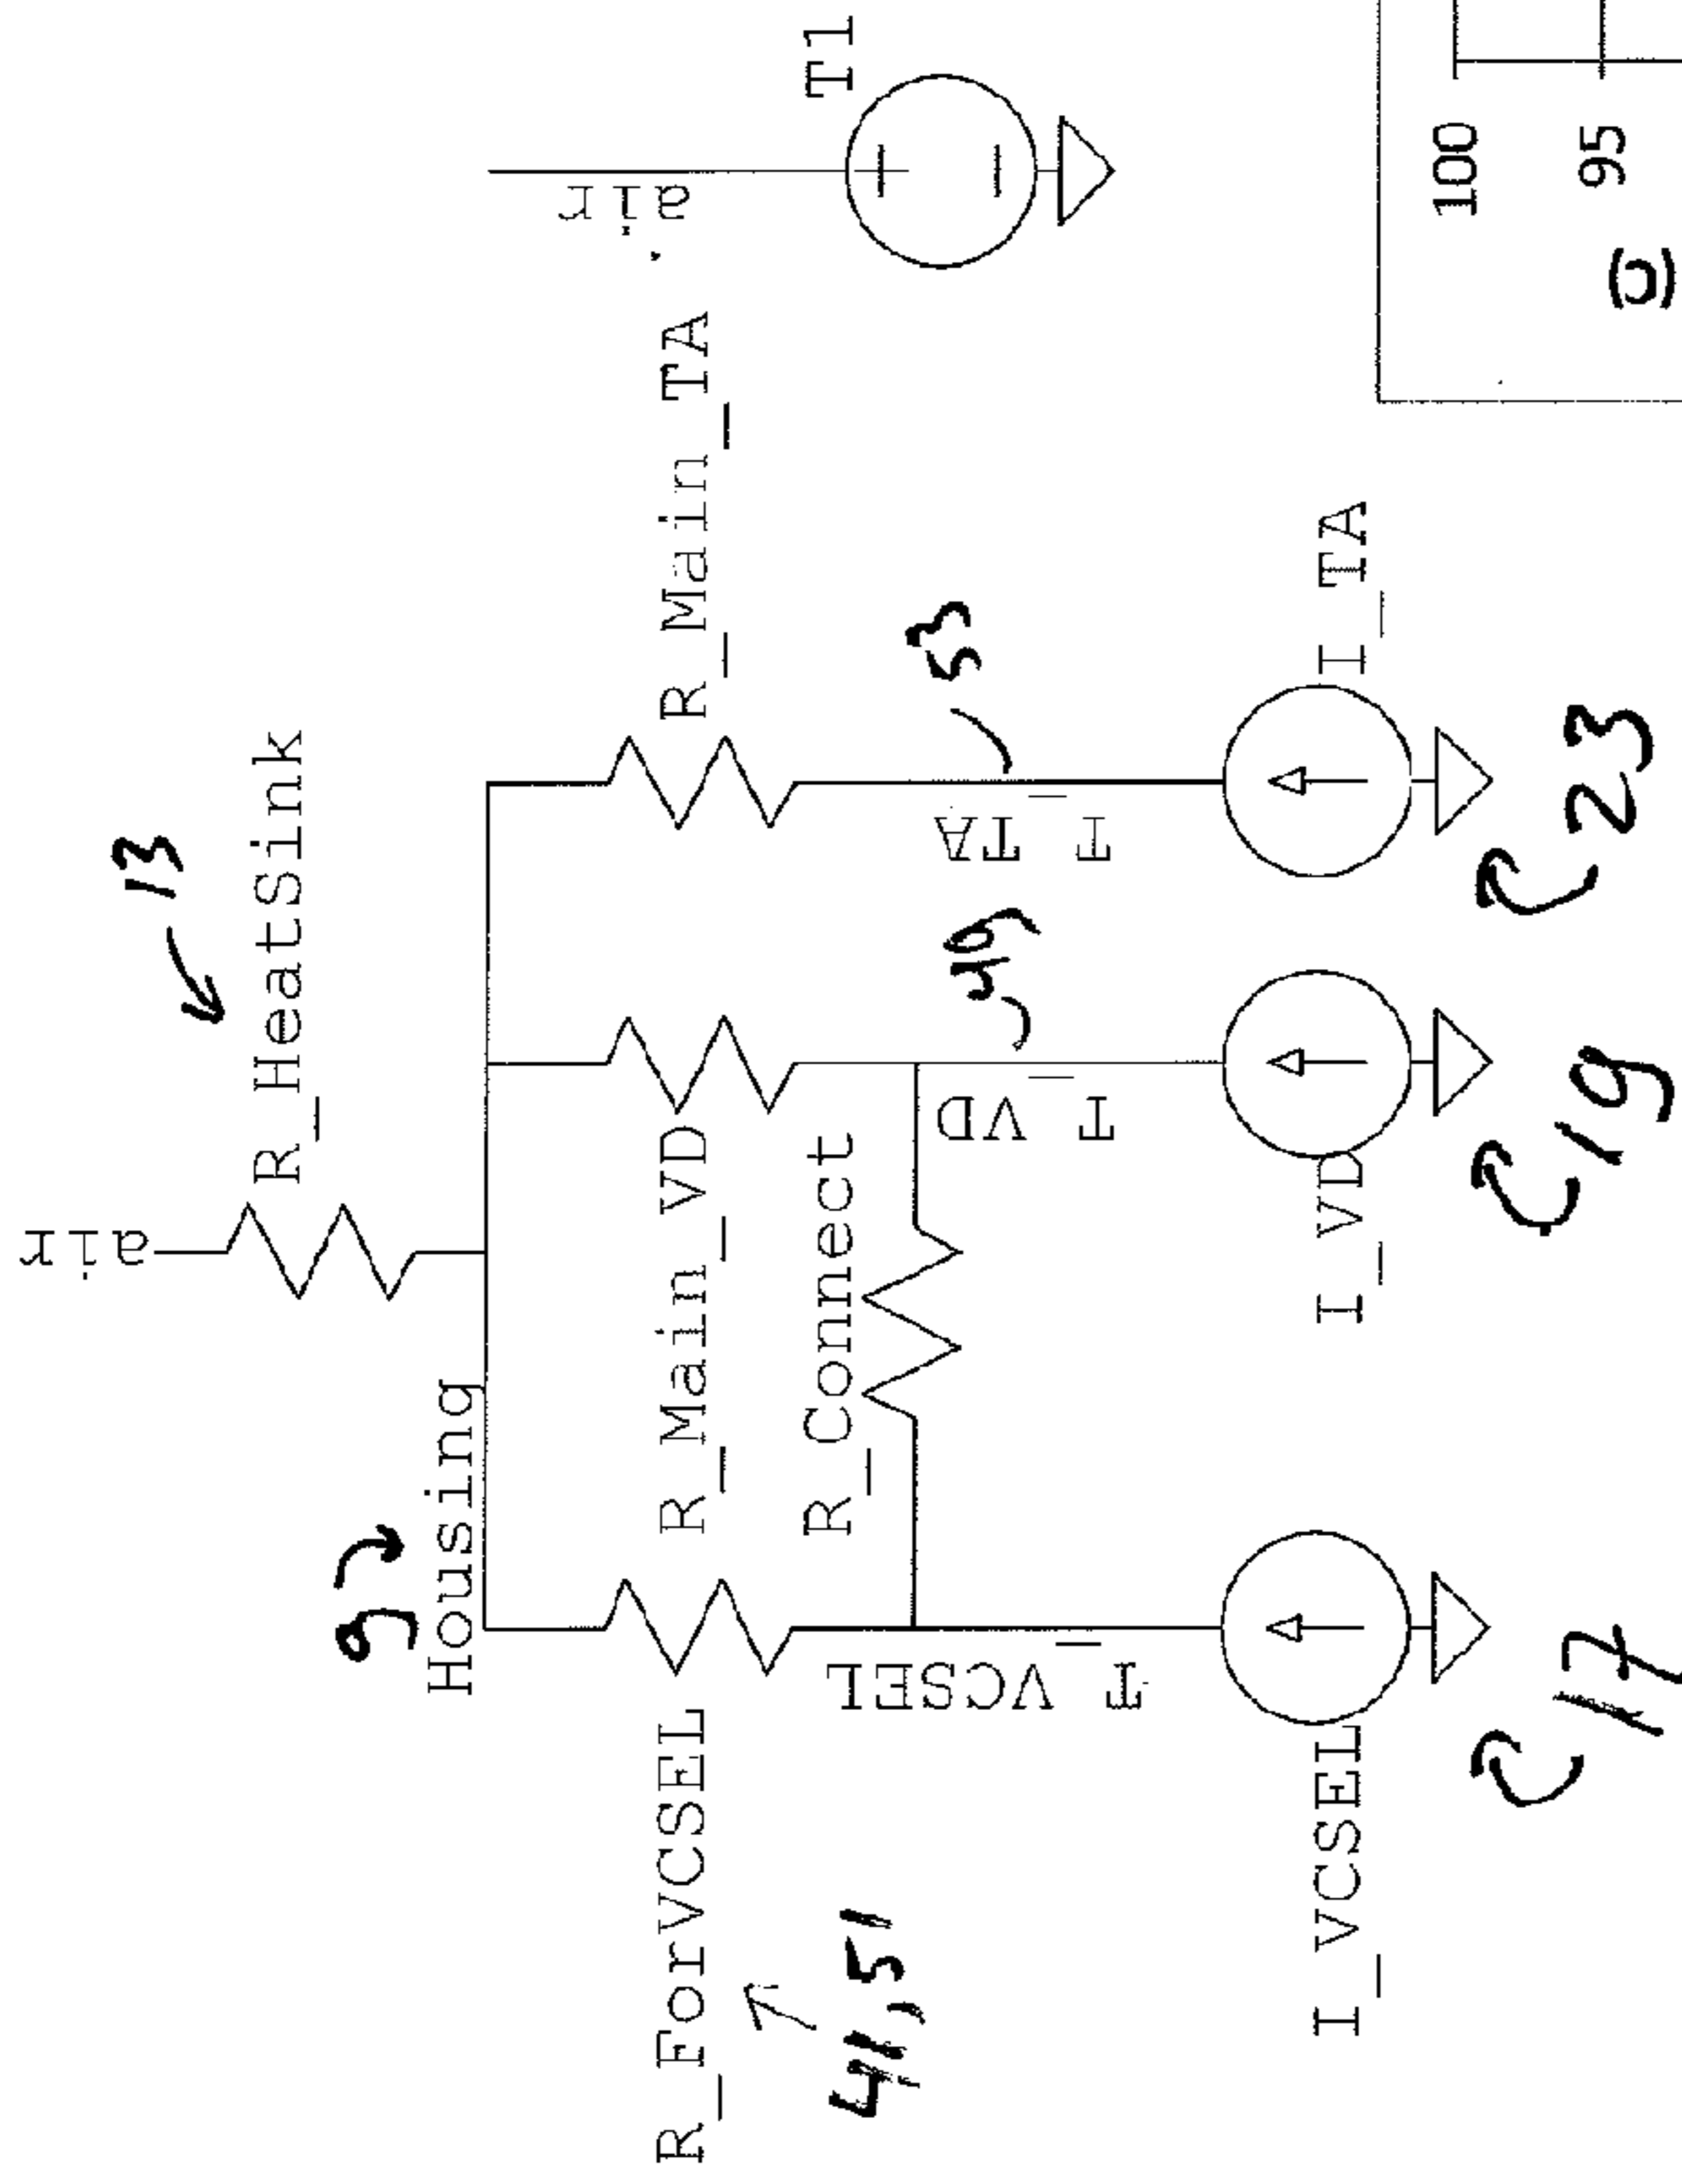 air
13
R_HeatSink
9
Housing
air
T1
R_ForVCSEL
R_Main_VD
R_Main_TA
41, 51
R_Connect
T_VCSEL
T_VD
T_TA
49
53
I_VCSEL
I_VD
I_TA
17
19
23
100
95